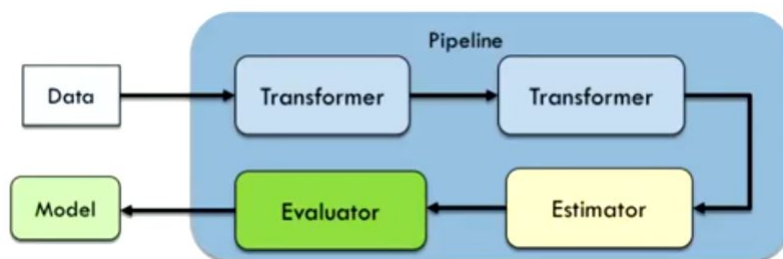 Pipeline
Data
Transformer
Transformer
Model
Evaluator
Estimator